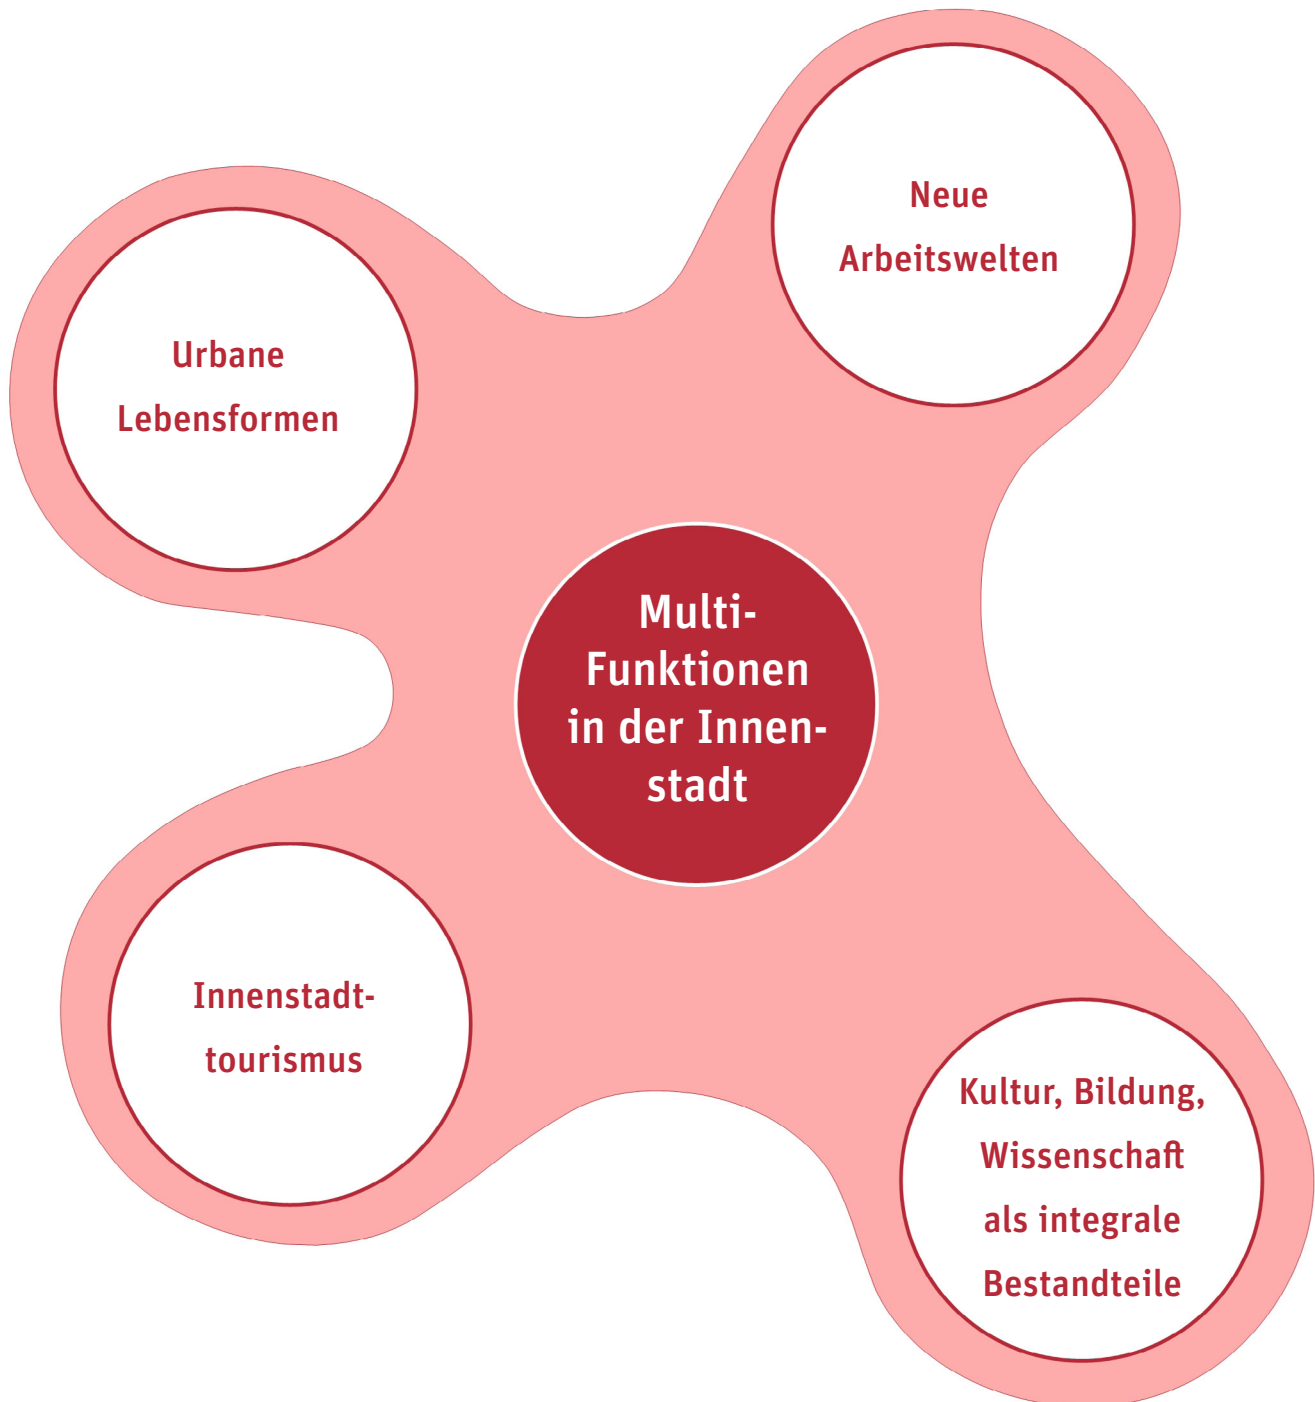 Neue
Arbeitswelten
Urbane
Lebensformen
Multi-
Funktionen
in der Innen-
stadt
Innenstadt-
tourismus
Kultur, Bildung,
Wissenschaft
als integrale
Bestandteile